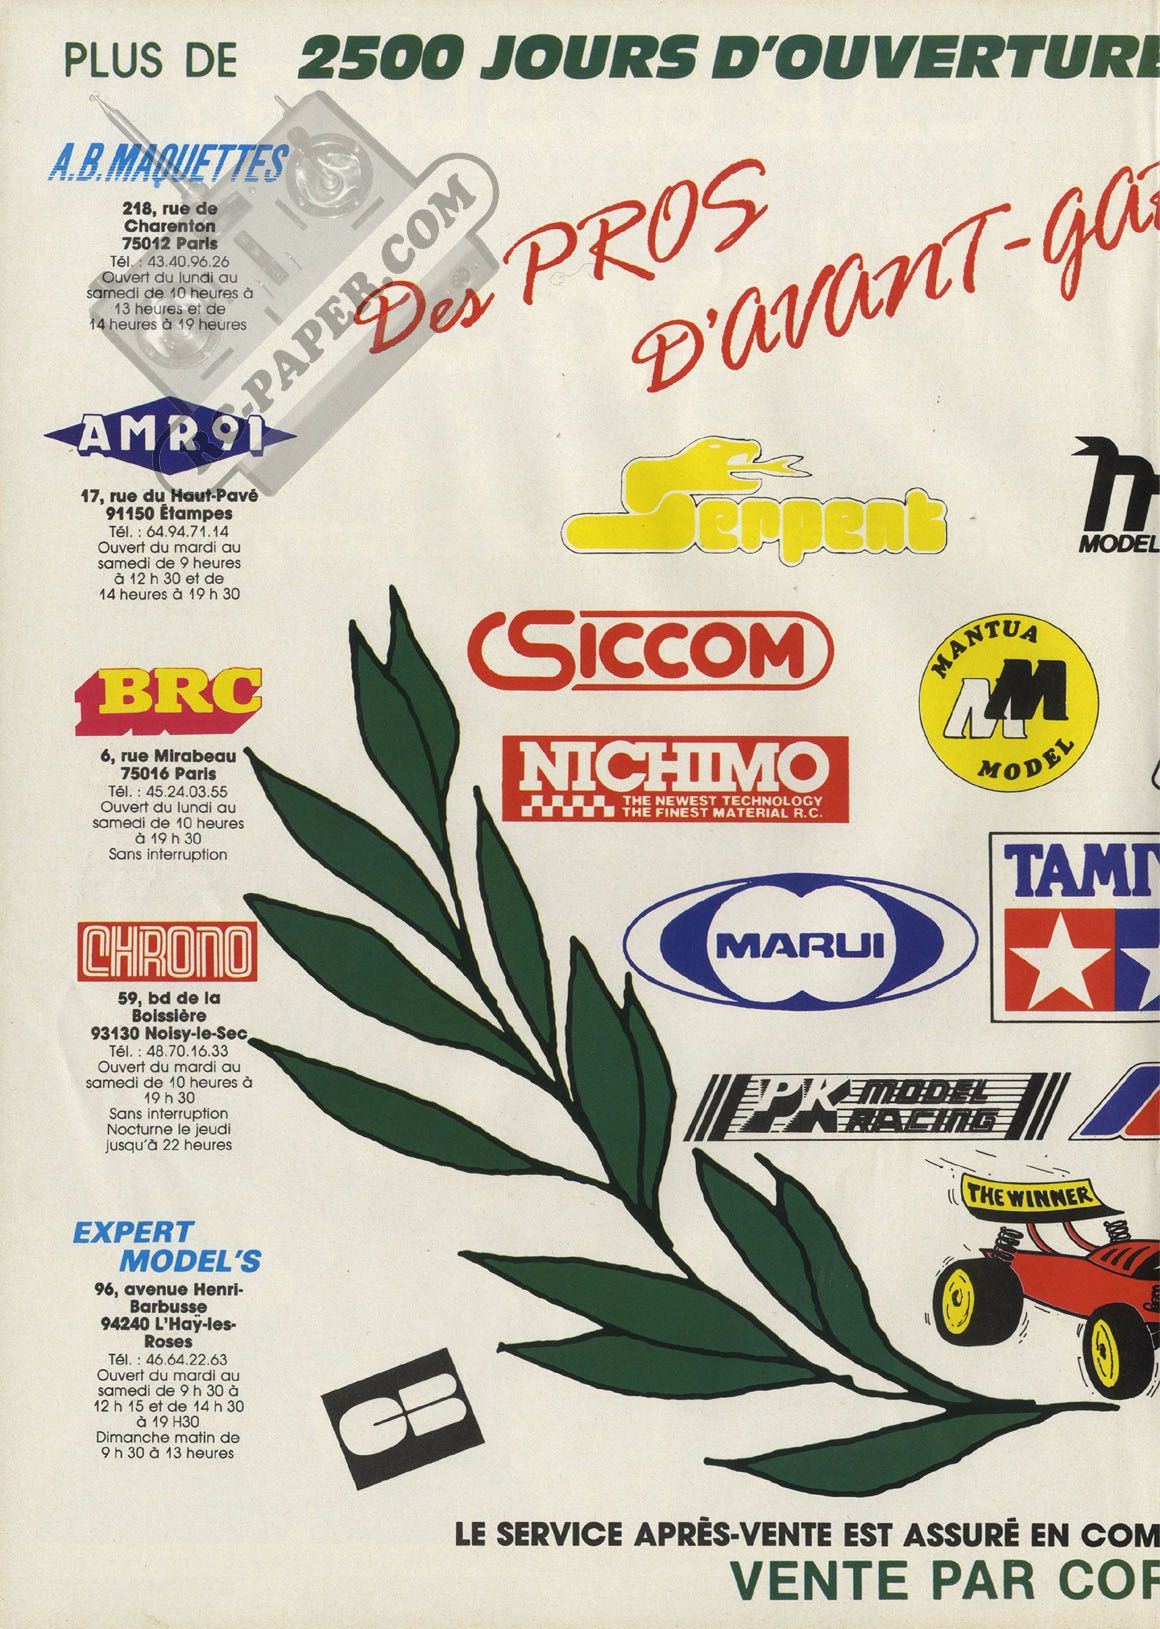 PLUS DE 2500 JOURS D'OUVERTURE
A.B.MAQUETTES
218, rue de
Charenton
75012 Paris
Tél. : 43.40.96.26
Ouvert du lundi au
samedi de 10 heures à
13 heures et de
14 heures à 19 heures
RC-PAPER.COM
Des PROS
D'AVANT-GAR
AMR 91
17, rue du Haut-Pavé
91150 Étampes
Tél. : 64.94.71.14
Ouvert du mardi au
samedi de 9 heures
à 12 h 30 et de
14 heures à 19 h 30
Serpent
MODEL
SICCOM
MANTUA
MM
MODEL
BRC
6, rue Mirabeau
75016 Paris
Tél. : 45.24.03.55
Ouvert du lundi au
samedi de 10 heures
à 19 h 30
Sans interruption
NICHIMO
THE NEWEST TECHNOLOGY
THE FINEST MATERIAL R.C.
TAMIY
MARUI
CHRONO
59, bd de la
Boissière
93130 Noisy-le-Sec
Tél. : 48.70.16.33
Ouvert du mardi au
samedi de 10 heures à
19 h 30
Sans interruption
Nocturne le jeudi
jusqu'à 22 heures
PK MODEL
RACING
THE WINNER
EXPERT
MODEL'S
96, avenue Henri-
Barbusse
94240 L'Haÿ-les-
Roses
Tél. : 46.64.22.63
Ouvert du mardi au
samedi de 9 h 30 à
12 h 15 et de 14 h 30
à 19 H30
Dimanche matin de
9 h 30 à 13 heures
CB
LE SERVICE APRÈS-VENTE EST ASSURÉ EN COM
VENTE PAR COR